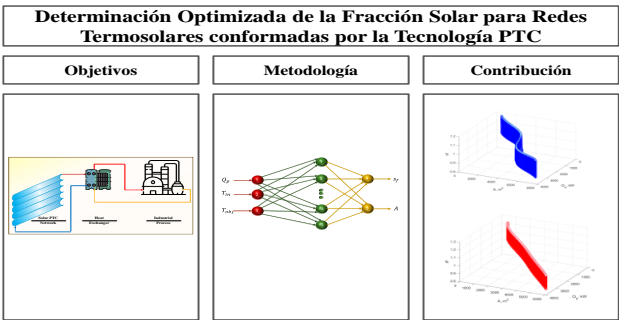 Determinación Optimizada de la Fracción Solar para Redes
Termosolares conformadas por la Tecnología PTC
Objetivos
Metodología
Contribución
Solar PTC
Network
Heat
Exchanger
Industrial
Process